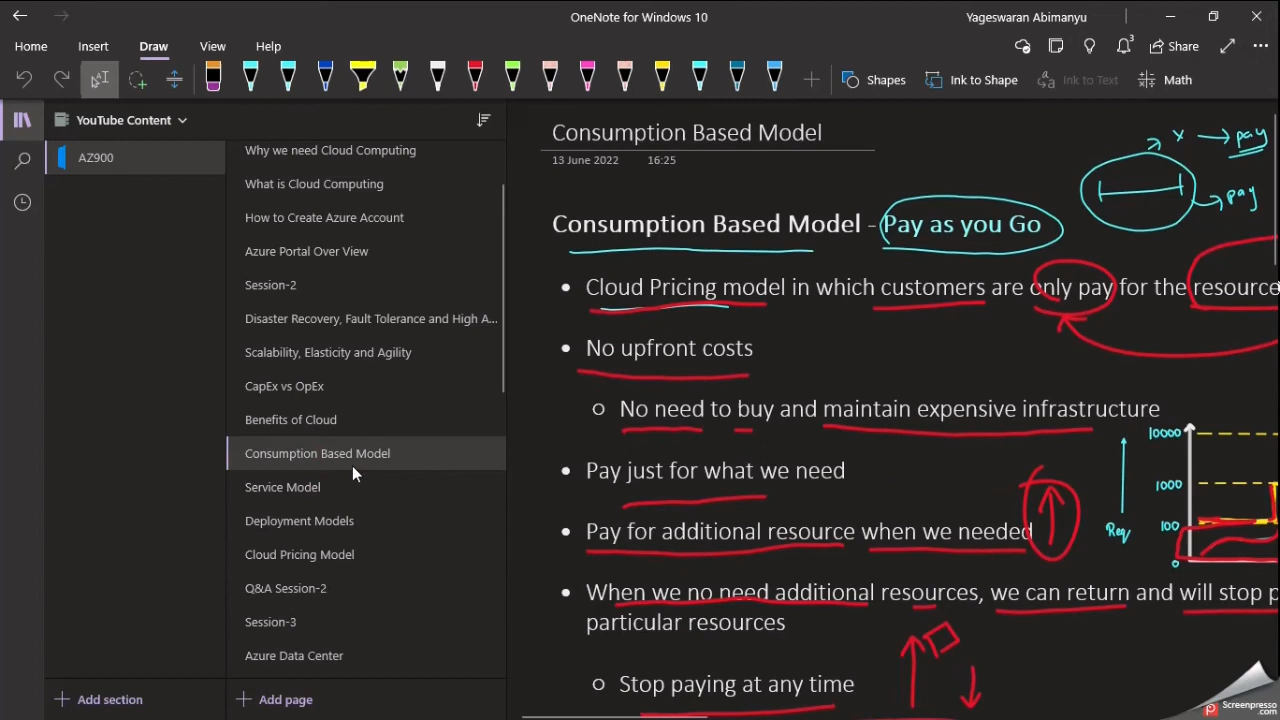 OneNote for Windows 10
Yageswaran Abimanyu
Home Insert Draw View Help
3
Share
Shapes
Ink to Shape
Ink to Text
Math
YouTube Content
AZ900
Why we need Cloud Computing
What is Cloud Computing
How to Create Azure Account
Azure Portal Over View
Session-2
Disaster Recovery, Fault Tolerance and High A...
Scalability, Elasticity and Agility
CapEx vs OpEx
Benefits of Cloud
Consumption Based Model
Service Model
Deployment Models
Cloud Pricing Model
Q&A Session-2
Session-3
Azure Data Center
Add section
Add page
Consumption Based Model
13 June 2022 16:25
x → pay
→ pay
Consumption Based Model - Pay as you Go
• Cloud Pricing model in which customers are only pay for the resource
• No upfront costs
o No need to buy and maintain expensive infrastructure
• Pay just for what we need
• Pay for additional resource when we needed
• When we no need additional resources, we can return and will stop p
particular resources
o Stop paying at any time
10000
1000
100
0
Req
Screenpresso
.com